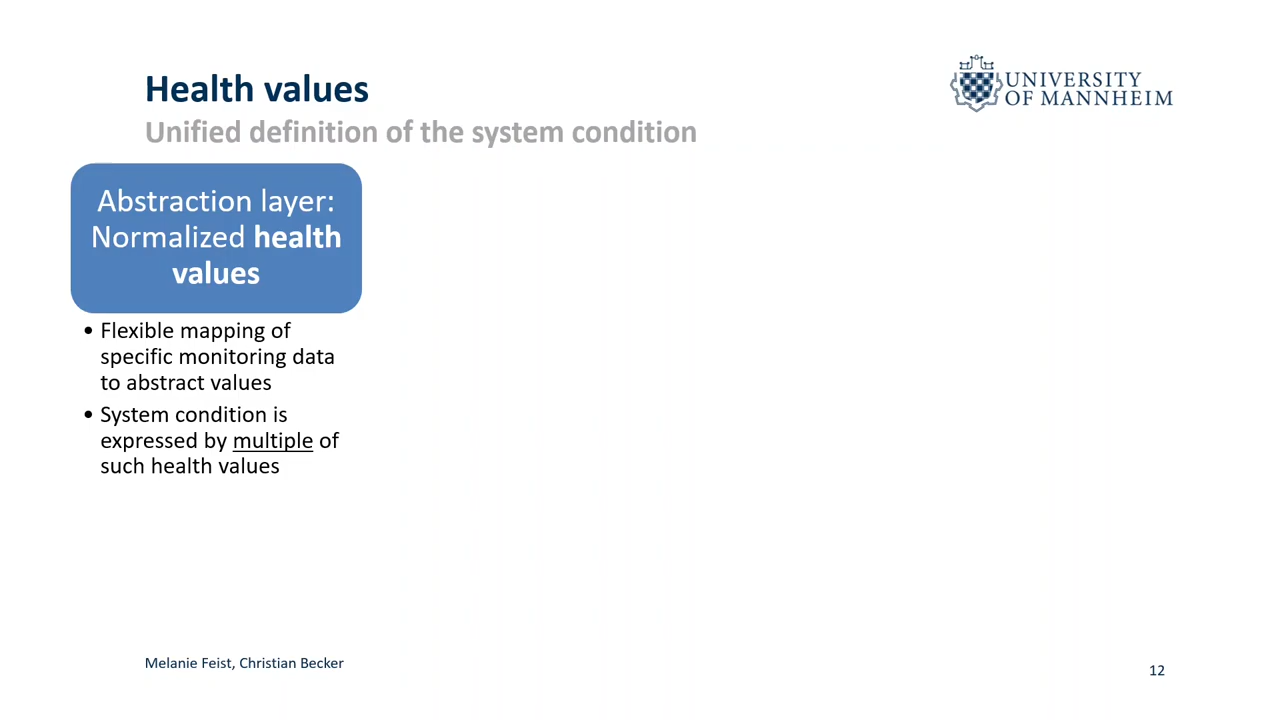 Health values
Unified definition of the system condition
UNIVERSITY
OF MANNHEIM
Abstraction layer:
Normalized health
values
• Flexible mapping of
specific monitoring data
to abstract values
• System condition is
expressed by multiple of
such health values
Melanie Feist, Christian Becker
12